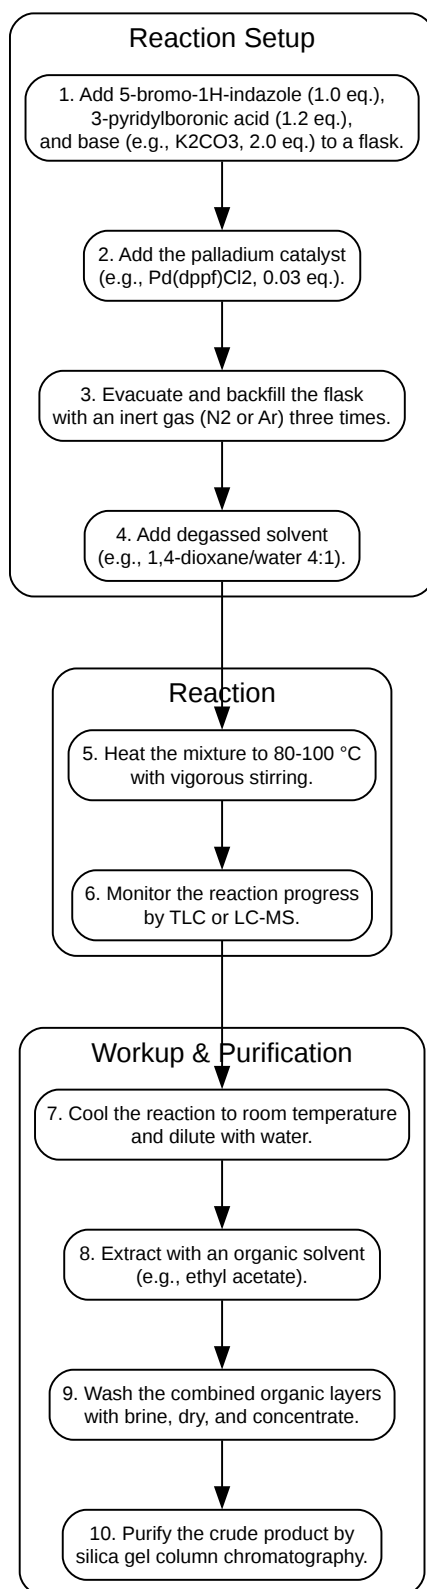 Reaction Setup
1. Add 5-bromo-1H-indazole (1.0 eq.),
3-pyridylboronic acid (1.2 eq.),
and base (e.g., K2CO3, 2.0 eq.) to a flask.
2. Add the palladium catalyst
(e.g., Pd(dppf)Cl2, 0.03 eq.).
3. Evacuate and backfill the flask
with an inert gas (N2 or Ar) three times.
4. Add degassed solvent
(e.g., 1,4-dioxane/water 4:1).
Reaction
5. Heat the mixture to 80-100 °C
with vigorous stirring.
6. Monitor the reaction progress
by TLC or LC-MS.
Workup & Purification
7. Cool the reaction to room temperature
and dilute with water.
8. Extract with an organic solvent
(e.g., ethyl acetate).
9. Wash the combined organic layers
with brine, dry, and concentrate.
10. Purify the crude product by
silica gel column chromatography.